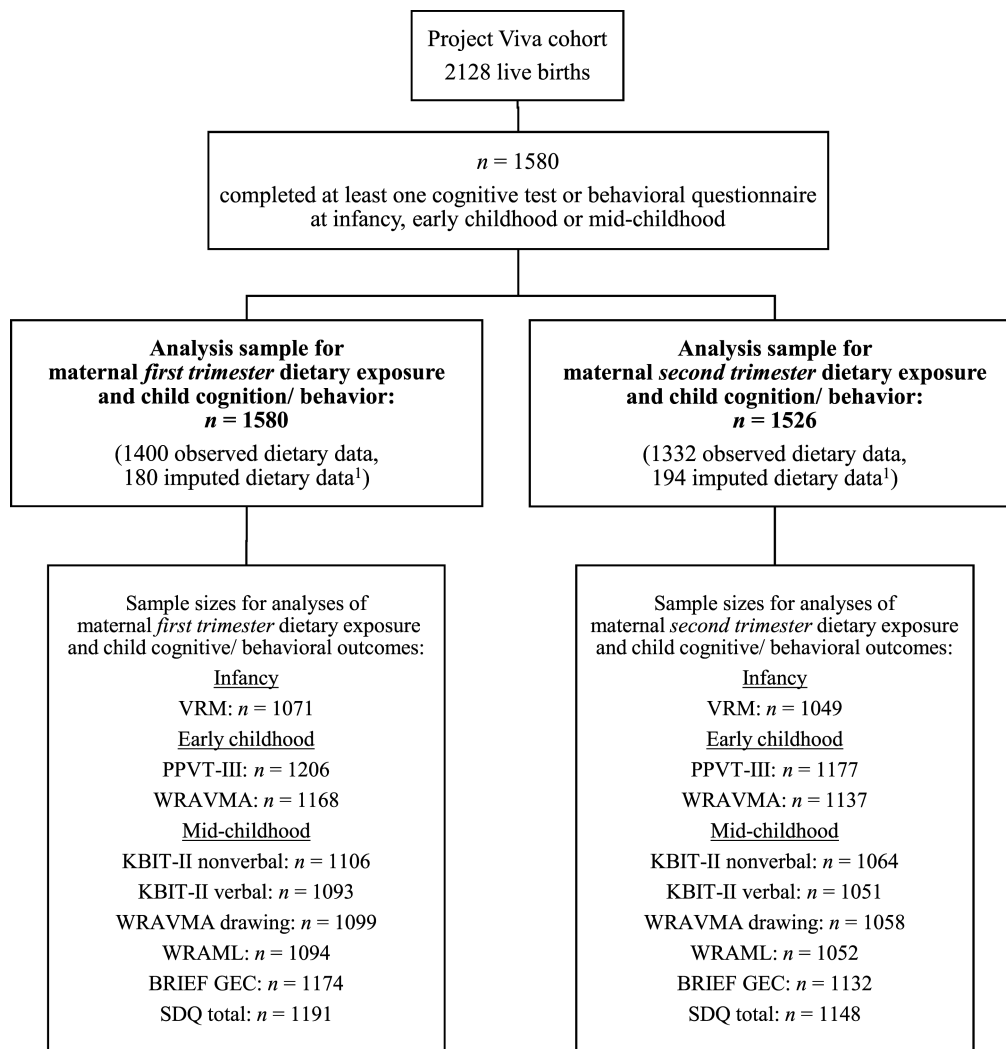 Project Viva cohort
2128 live births
n = 1580
completed at least one cognitive test or behavioral questionnaire
at infancy, early childhood or mid-childhood
Analysis sample for
maternal first trimester dietary exposure
and child cognition/ behavior:
n = 1580
(1400 observed dietary data,
180 imputed dietary data¹)
Analysis sample for
maternal second trimester dietary exposure
and child cognition/ behavior:
n = 1526
(1332 observed dietary data,
194 imputed dietary data¹)
Sample sizes for analyses of
maternal first trimester dietary exposure
and child cognitive/ behavioral outcomes:
Infancy
VRM: n = 1071
Early childhood
PPVT-III: n = 1206
WRAVMA: n = 1168
Mid-childhood
KBIT-II nonverbal: n = 1106
KBIT-II verbal: n = 1093
WRAVMA drawing: n = 1099
WRAML: n = 1094
BRIEF GEC: n = 1174
SDQ total: n = 1191
Sample sizes for analyses of
maternal second trimester dietary exposure
and child cognitive/ behavioral outcomes:
Infancy
VRM: n = 1049
Early childhood
PPVT-III: n = 1177
WRAVMA: n = 1137
Mid-childhood
KBIT-II nonverbal: n = 1064
KBIT-II verbal: n = 1051
WRAVMA drawing: n = 1058
WRAML: n = 1052
BRIEF GEC: n = 1132
SDQ total: n = 1148